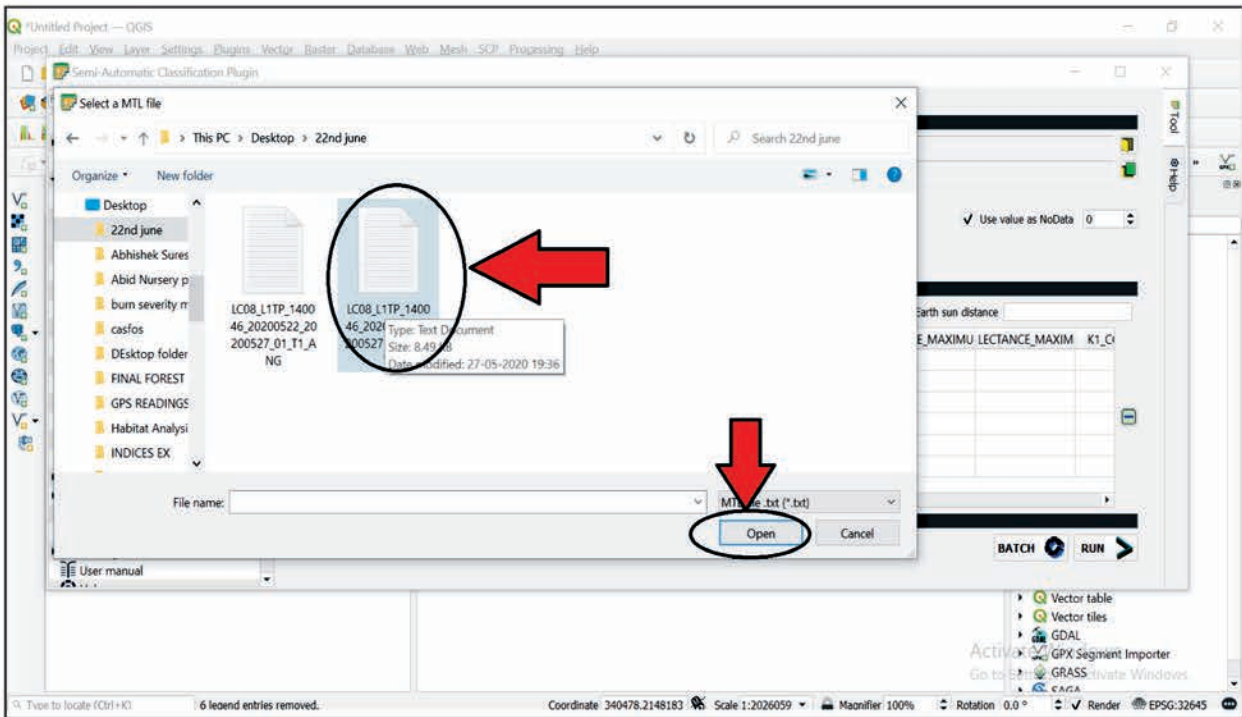 *Untitled Project — QGIS
Project Edit View Layer Settings Plugins Vector Raster Database Web Mesh SCP Processing Help
Semi-Automatic Classification Plugin
Select a MTL file
This PC > Desktop > 22nd june
Search 22nd june
Organize
New folder
Desktop
22nd june
Abhishek Sures
Abid Nursery p
burn severity m
casfos
DEsktop folder
FINAL FOREST
GPS READINGS
Habitat Analysi
INDICES EX
LC08_L1TP_1400
46_20200522_20
200527_01_T1_A
NG
LC08_L1TP_1400
200527
Type: Text Document
Size: 8.49 KB
Date modified: 27-05-2020 19:36
File name:
.txt (*.txt)
Open
Cancel
Tool
Help
Use value as NoData 0
Earth sun distance
E_MAXIMU LECTANCE_MAXIM K1_CO
BATCH
RUN
User manual
Vector table
Vector tiles
GDAL
GPX Segment Importer
GRASS
SAGA
Type to locate (Ctrl+K)
6 legend entries removed.
Coordinate 340478.2148183
Scale 1:2026059
Magnifier 100%
Rotation 0.0 °
Render
EPSG:32645